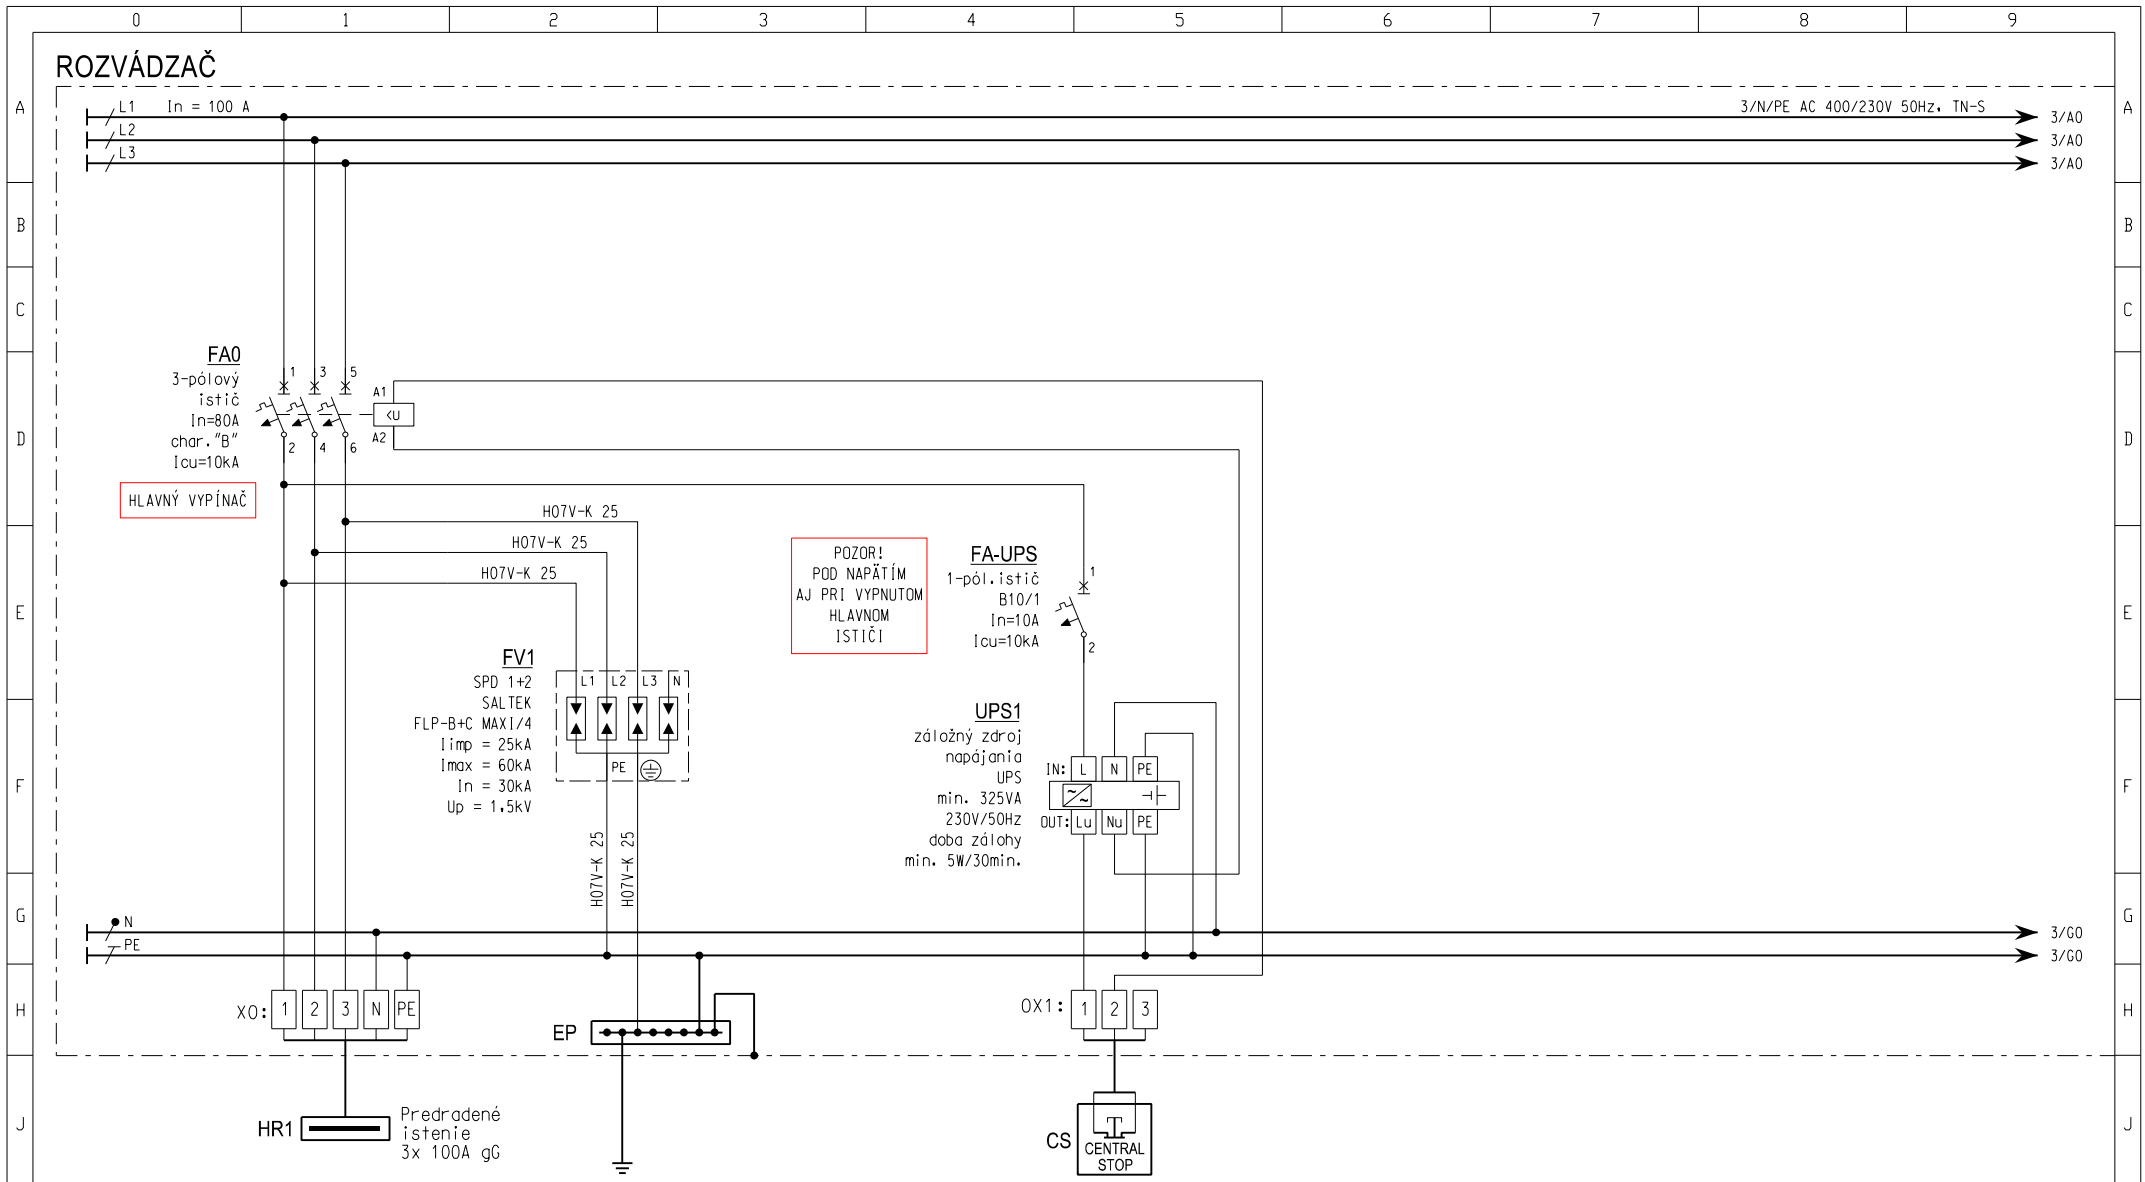 0 1 2 3 4 5 6 7 8 9
ROZVÁDZAČ
A
L1 In = 100 A
3/N/PE AC 400/230V 50Hz, TN-S
3/A0
A
L2
3/A0
L3
3/A0
B
B
C
C
FA0
3-pólový
istič
In=80A
char."B"
Icu=10kA
1 3 5
2 4 6
A1
<U
A2
D
D
HLAVNÝ VYPÍNAČ
H07V-K 25
H07V-K 25
H07V-K 25
POZOR!
POD NAPÄTÍM
AJ PRI VYPNUTOM
HLAVNOM
ISTIČI
FA-UPS
1-pól.istič
B10/1
In=10A
Icu=10kA
1
2
E
E
FV1
SPD 1+2
SALTEK
FLP-B+C MAXI/4
Iimp = 25kA
Imax = 60kA
In = 30kA
Up = 1,5kV
L1 L2 L3 N
PE
H07V-K 25
H07V-K 25
UPS1
záložný zdroj
napájania
UPS
min. 325VA
230V/50Hz
doba zálohy
min. 5W/30min.
IN: L N PE
OUT: Lu Nu PE
F
F
G
G
N
3/G0
PE
3/G0
H
X0: 1 2 3 N PE
EP
OX1: 1 2 3
H
J
HR1
Predradené
istenie
3x 100A gG
CS
CENTRAL
STOP
J